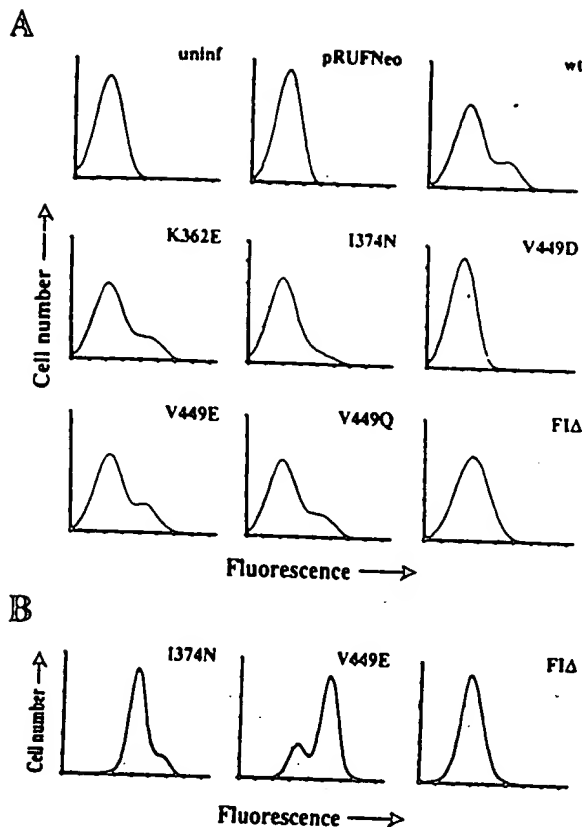 A
uninf
pRUFNeo
wt
K362E
I374N
V449D
Cell number
V449E
V449Q
FIΔ
Fluorescence
B
I374N
V449E
FIΔ
Cell number
Fluorescence